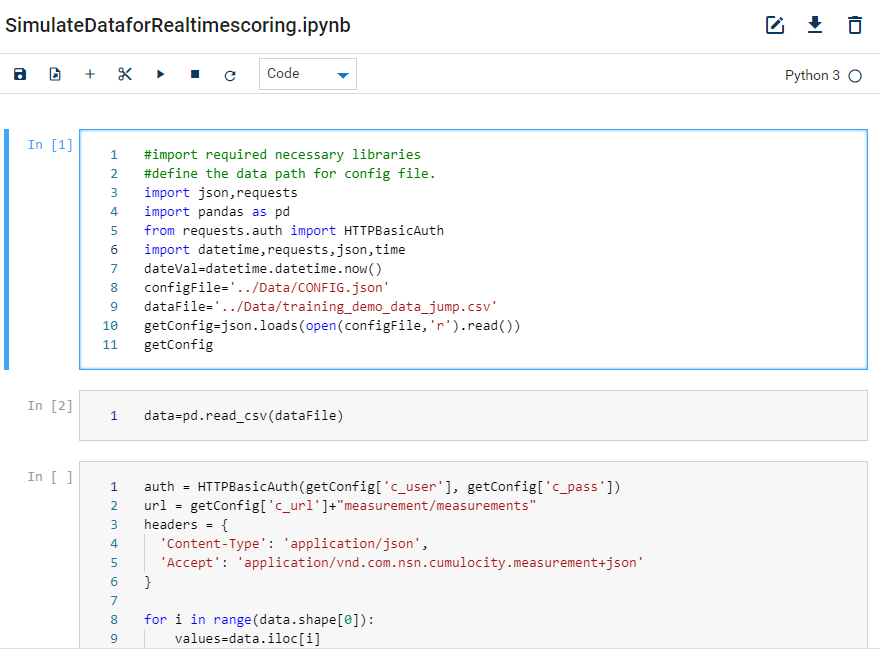 SimulateDataforRealtimescoring.ipynb
Code
Python 3
In [1]
1 #import required necessary libraries
2 #define the data path for config file.
3 import json,requests
4 import pandas as pd
5 from requests.auth import HTTPBasicAuth
6 import datetime,requests,json,time
7 dateVal=datetime.datetime.now()
8 configFile='../Data/CONFIG.json'
9 dataFile='../Data/training_demo_data_jump.csv'
10 getConfig=json.loads(open(configFile,'r').read())
11 getConfig
In [2]
1 data=pd.read_csv(dataFile)
In [ ]
1 auth = HTTPBasicAuth(getConfig['c_user'], getConfig['c_pass'])
2 url = getConfig['c_url']+"measurement/measurements"
3 headers = {
4   'Content-Type': 'application/json',
5   'Accept': 'application/vnd.com.nsn.cumulocity.measurement+json'
6 }
7
8 for i in range(data.shape[0]):
9     values=data.iloc[i]